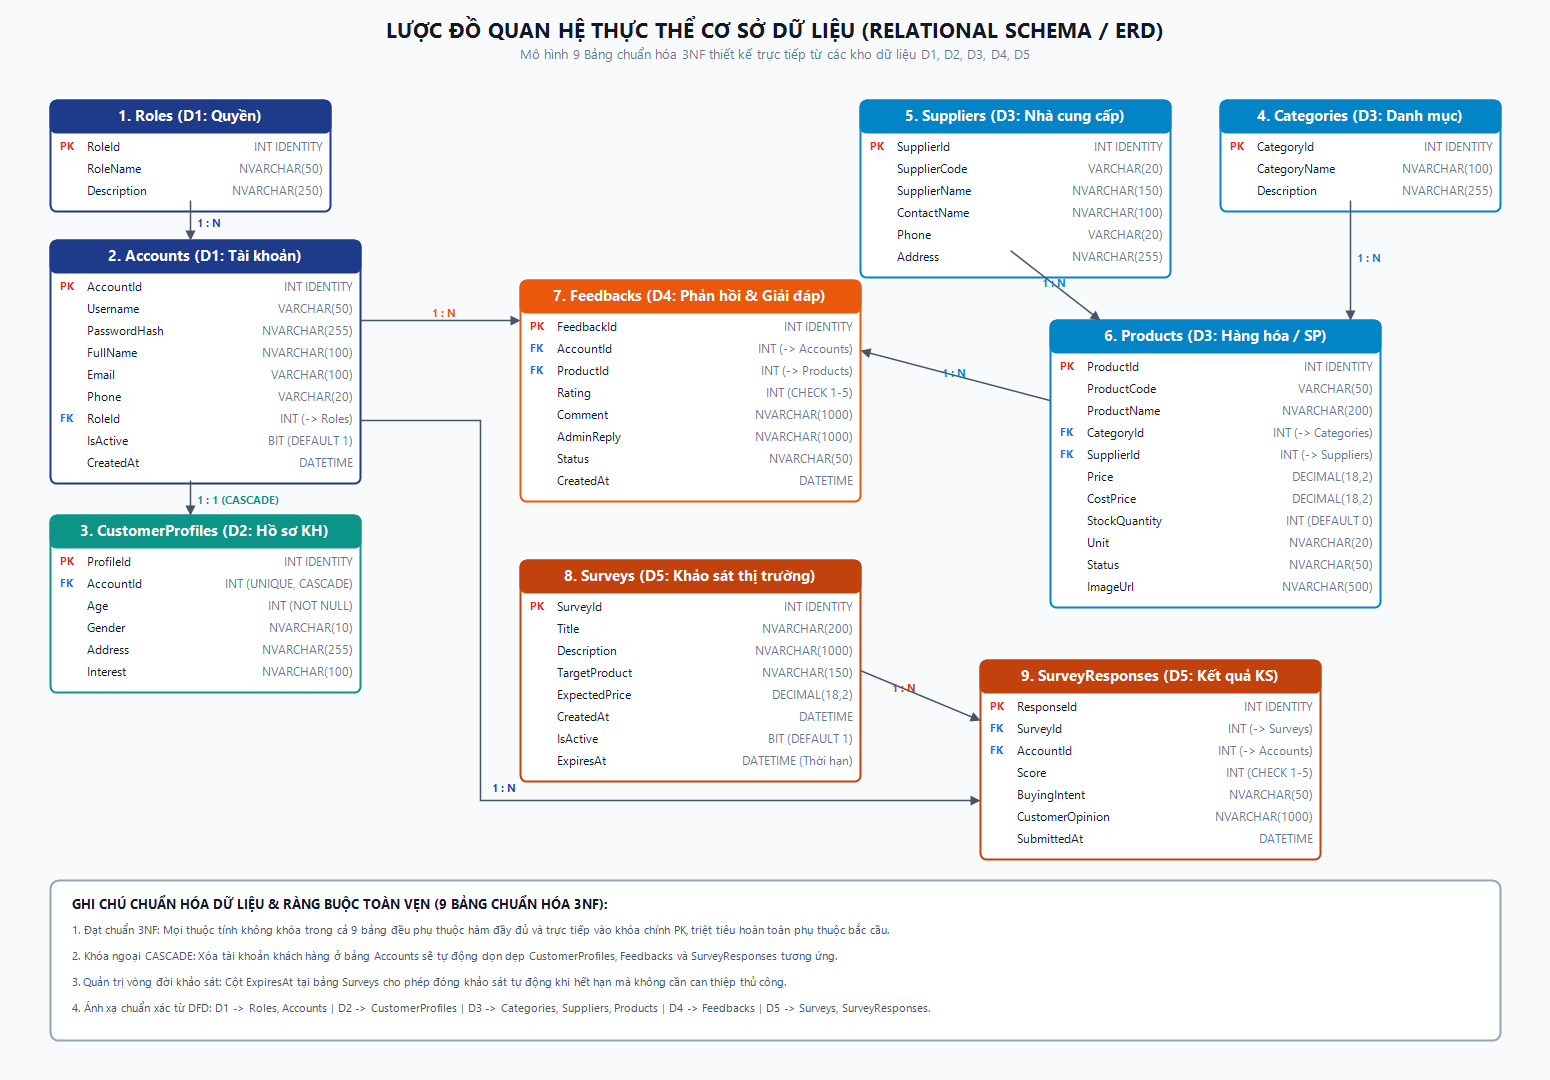 LƯỢC ĐỒ QUAN HỆ THỰC THỂ CƠ SỞ DỮ LIỆU (RELATIONAL SCHEMA / ERD)
Mô hình 9 Bảng chuẩn hóa 3NF thiết kế trực tiếp từ các kho dữ liệu D1, D2, D3, D4, D5
1. Roles (D1: Quyền)
PK RoleId INT IDENTITY
RoleName NVARCHAR(50)
Description NVARCHAR(250)
1 : N
2. Accounts (D1: Tài khoản)
PK AccountId INT IDENTITY
Username VARCHAR(50)
PasswordHash NVARCHAR(255)
FullName NVARCHAR(100)
Email VARCHAR(100)
Phone VARCHAR(20)
FK RoleId INT (-> Roles)
IsActive BIT (DEFAULT 1)
CreatedAt DATETIME
1 : 1 (CASCADE)
3. CustomerProfiles (D2: Hồ sơ KH)
PK ProfileId INT IDENTITY
FK AccountId INT (UNIQUE, CASCADE)
Age INT (NOT NULL)
Gender NVARCHAR(10)
Address NVARCHAR(255)
Interest NVARCHAR(100)
5. Suppliers (D3: Nhà cung cấp)
PK SupplierId INT IDENTITY
SupplierCode VARCHAR(20)
SupplierName NVARCHAR(150)
ContactName NVARCHAR(100)
Phone VARCHAR(20)
Address NVARCHAR(255)
1 : N
4. Categories (D3: Danh mục)
PK CategoryId INT IDENTITY
CategoryName NVARCHAR(100)
Description NVARCHAR(255)
1 : N
1 : N
7. Feedbacks (D4: Phản hồi & Giải đáp)
PK FeedbackId INT IDENTITY
FK AccountId INT (-> Accounts)
FK ProductId INT (-> Products)
Rating INT (CHECK 1-5)
Comment NVARCHAR(1000)
AdminReply NVARCHAR(1000)
Status NVARCHAR(50)
CreatedAt DATETIME
1 : N
6. Products (D3: Hàng hóa / SP)
PK ProductId INT IDENTITY
ProductCode VARCHAR(50)
ProductName NVARCHAR(200)
FK CategoryId INT (-> Categories)
FK SupplierId INT (-> Suppliers)
Price DECIMAL(18,2)
CostPrice DECIMAL(18,2)
StockQuantity INT (DEFAULT 0)
Unit NVARCHAR(20)
Status NVARCHAR(50)
ImageUrl NVARCHAR(500)
8. Surveys (D5: Khảo sát thị trường)
PK SurveyId INT IDENTITY
Title NVARCHAR(200)
Description NVARCHAR(1000)
TargetProduct NVARCHAR(150)
ExpectedPrice DECIMAL(18,2)
CreatedAt DATETIME
IsActive BIT (DEFAULT 1)
ExpiresAt DATETIME (Thời hạn)
1 : N
1 : N
9. SurveyResponses (D5: Kết quả KS)
PK ResponseId INT IDENTITY
FK SurveyId INT (-> Surveys)
FK AccountId INT (-> Accounts)
Score INT (CHECK 1-5)
BuyingIntent NVARCHAR(50)
CustomerOpinion NVARCHAR(1000)
SubmittedAt DATETIME
GHI CHÚ CHUẨN HÓA DỮ LIỆU & RÀNG BUỘC TOÀN VẸN (9 BẢNG CHUẨN HÓA 3NF):
1. Đạt chuẩn 3NF: Mọi thuộc tính không khóa trong cả 9 bảng đều phụ thuộc hàm đầy đủ và trực tiếp vào khóa chính PK, triệt tiêu hoàn toàn phụ thuộc bắc cầu.
2. Khóa ngoại CASCADE: Xóa tài khoản khách hàng ở bảng Accounts sẽ tự động dọn dẹp CustomerProfiles, Feedbacks và SurveyResponses tương ứng.
3. Quản trị vòng đời khảo sát: Cột ExpiresAt tại bảng Surveys cho phép đóng khảo sát tự động khi hết hạn mà không cần can thiệp thủ công.
4. Ánh xạ chuẩn xác từ DFD: D1 -> Roles, Accounts | D2 -> CustomerProfiles | D3 -> Categories, Suppliers, Products | D4 -> Feedbacks | D5 -> Surveys, SurveyResponses.